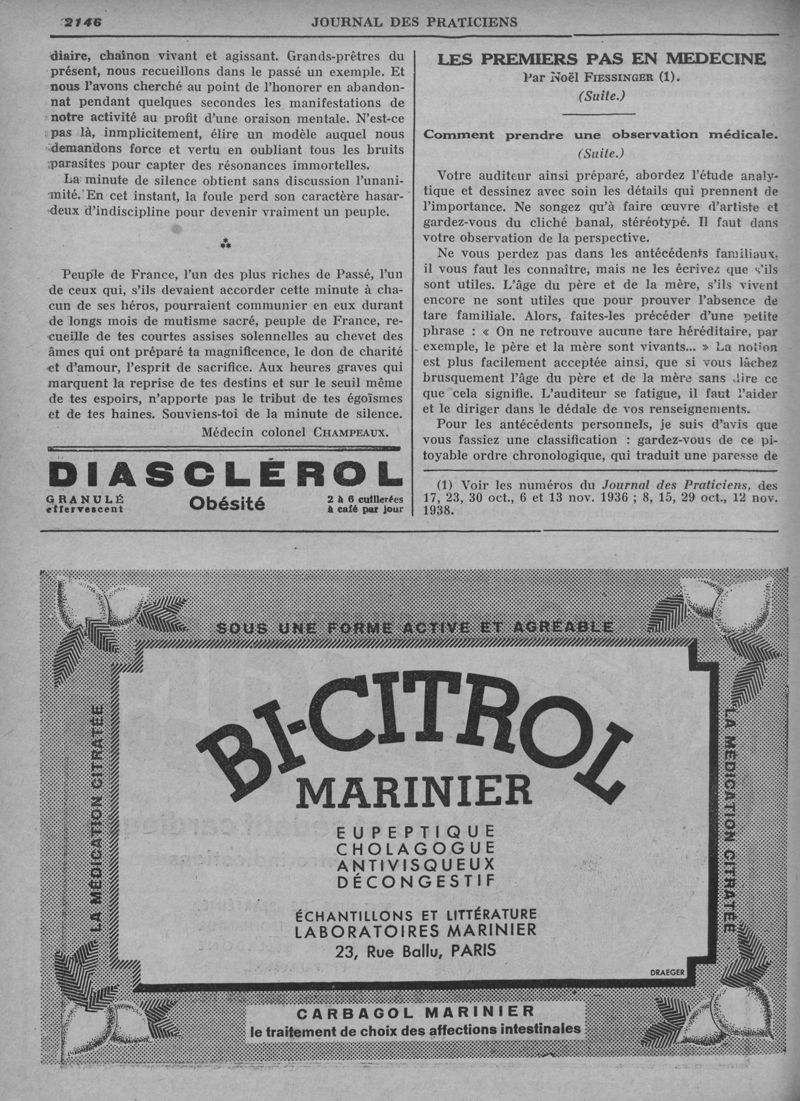 2146
JOURNAL DES PRATICIENS
diaire, chaînon vivant et agissant. Grands-prêtres du
présent, nous recueillons dans le passé un exemple. Et
nous l'avons cherché au point de l'honorer en abandon-
nat pendant quelques secondes les manifestations de
notre activité au profit d'une oraison mentale. N'est-ce
pas là, inmplicitement, élire un modèle auquel nous
demandons force et vertu en oubliant tous les bruits
parasites pour capter des résonances immortelles.
La minute de silence obtient sans discussion l'unani-
mité. En cet instant, la foule perd son caractère hasar-
deux d'indiscipline pour devenir vraiment un peuple.
***
Peuple de France, l'un des plus riches de Passé, l'un
de ceux qui, s'ils devaient accorder cette minute à cha-
cun de ses héros, pourraient communier en eux durant
de longs mois de mutisme sacré, peuple de France, re-
cueille de tes courtes assises solennelles au chevet des
âmes qui ont préparé ta magnificence, le don de charité
et d'amour, l'esprit de sacrifice. Aux heures graves qui
marquent la reprise de tes destins et sur le seuil même
de tes espoirs, n'apporte pas le tribut de tes égoïsmes
et de tes haines. Souviens-toi de la minute de silence.
Médecin colonel CHAMPEAUX.
DIASCLÉROL
GRANULÉ
effervescent
Obésité
2 à 6 cuillerées
à café par jour
LES PREMIERS PAS EN MEDECINE
Par Noël FIESSINGER (1).
(Suite.)
Comment prendre une observation médicale.
(Suite.)
Votre auditeur ainsi préparé, abordez l'étude analy-
tique et dessinez avec soin les détails qui prennent de
l'importance. Ne songez qu'à faire œuvre d'artiste et
gardez-vous du cliché banal, stéréotypé. Il faut dans
votre observation de la perspective.
Ne vous perdez pas dans les antécédents familiaux,
il vous faut les connaître, mais ne les écrivez que s'ils
sont utiles. L'âge du père et de la mère, s'ils vivent
encore ne sont utiles que pour prouver l'absence de
tare familiale. Alors, faites-les précéder d'une petite
phrase : « On ne retrouve aucune tare héréditaire, par
exemple, le père et la mère sont vivants... » La notion
est plus facilement acceptée ainsi, que si vous lâchez
brusquement l'âge du père et de la mère sans dire ce
que cela signifie. L'auditeur se fatigue, il faut l'aider
et le diriger dans le dédale de vos renseignements.
Pour les antécédents personnels, je suis d'avis que
vous fassiez une classification : gardez-vous de ce pi-
toyable ordre chronologique, qui traduit une paresse de
(1) Voir les numéros du Journal des Praticiens, des
17, 23, 30 oct., 6 et 13 nov. 1936 ; 8, 15, 29 oct., 12 nov.
1938.
SOUS UNE FORME ACTIVE ET AGRÉABLE
LA MÉDICATION CITRATÉE
BI-CITROL
MARINIER
EUPEPTIQUE
CHOLAGOGUE
ANTIVISQUEUX
DÉCONGESTIF
ÉCHANTILLONS ET LITTÉRATURE
LABORATOIRES MARINIER
23, Rue Ballu, PARIS
DRAEGER
LA MÉDICATION CITRATÉE
CARBAGOL MARINIER
le traitement de choix des affections intestinales